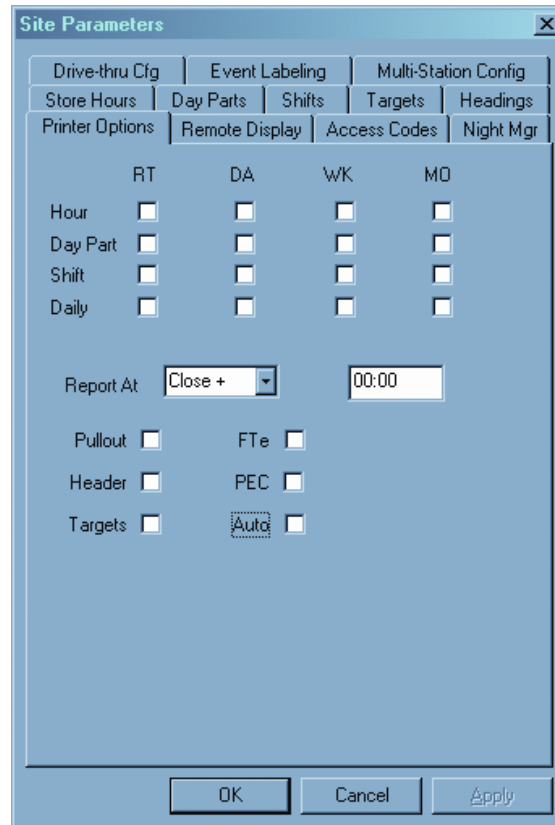 Site Parameters
Drive-thru Cfg Event Labeling Multi-Station Config
Store Hours Day Parts Shifts Targets Headings
Printer Options Remote Display Access Codes Night Mgr
RT DA WK MO
Hour
Day Part
Shift
Daily
Report At Close + 00:00
Pullout FTe
Header PEC
Targets Auto
OK Cancel Apply